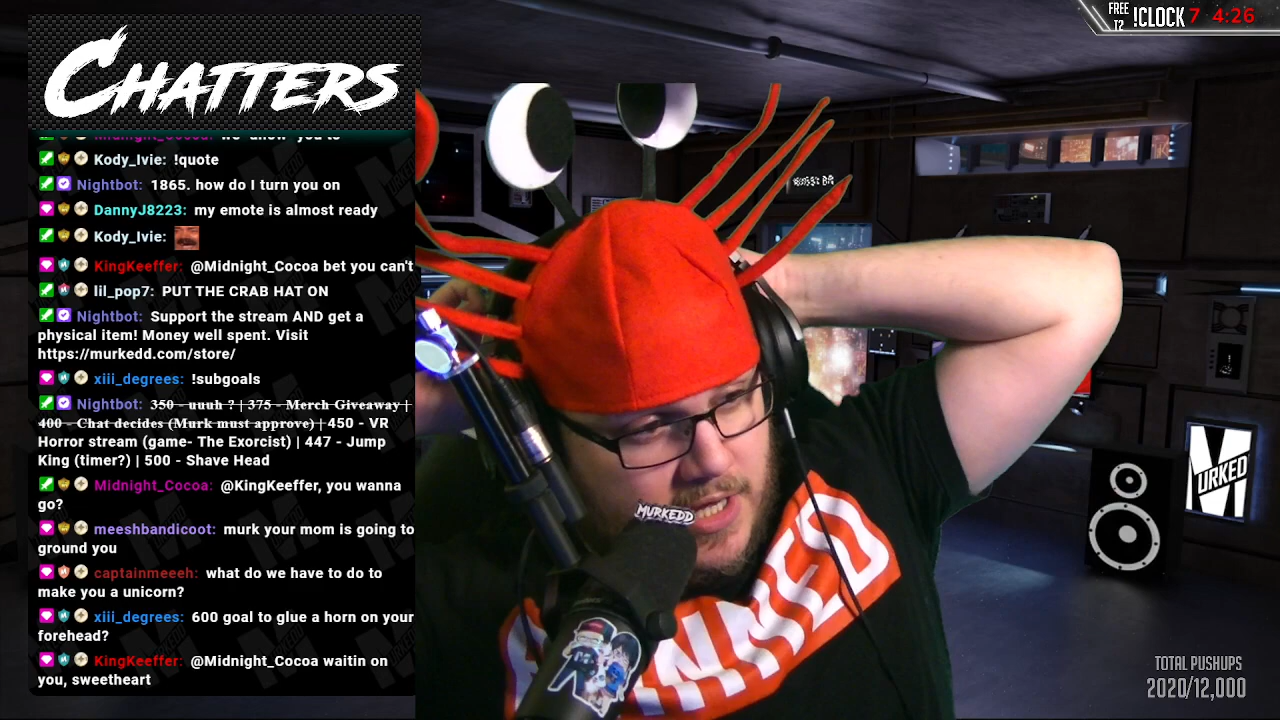 FREE
!CLOCK 7 4:26
12
CHATTERS
Kody_Ivie: !quote
Nightbot: 1865. how do I turn you on
DannyJ8223: my emote is almost ready
Kody_Ivie:
KingKeeffer: @Midnight_Cocoa bet you can't
lil_pop7: PUT THE CRAB HAT ON
Nightbot: Support the stream AND get a
physical item! Money well spent. Visit
https://murkedd.com/store/
xiii_degrees: !subgoals
Nightbot: 350 - uuuh ? | 375 - Merch Giveaway |
400 - Chat decides (Murk must approve) | 450 - VR
Horror stream (game- The Exorcist) | 447 - Jump
King (timer?) | 500 - Shave Head
Midnight_Cocoa: @KingKeeffer, you wanna
go?
meeshbandicoot: murk your mom is going to
ground you
captainmeeeh: what do we have to do to
make you a unicorn?
xiii_degrees: 600 goal to glue a horn on your
forehead?
KingKeeffer: @Midnight_Cocoa waitin on
you, sweetheart
MURKEDD
NNED
MURKED
TOTAL PUSHUPS
2020/12,000